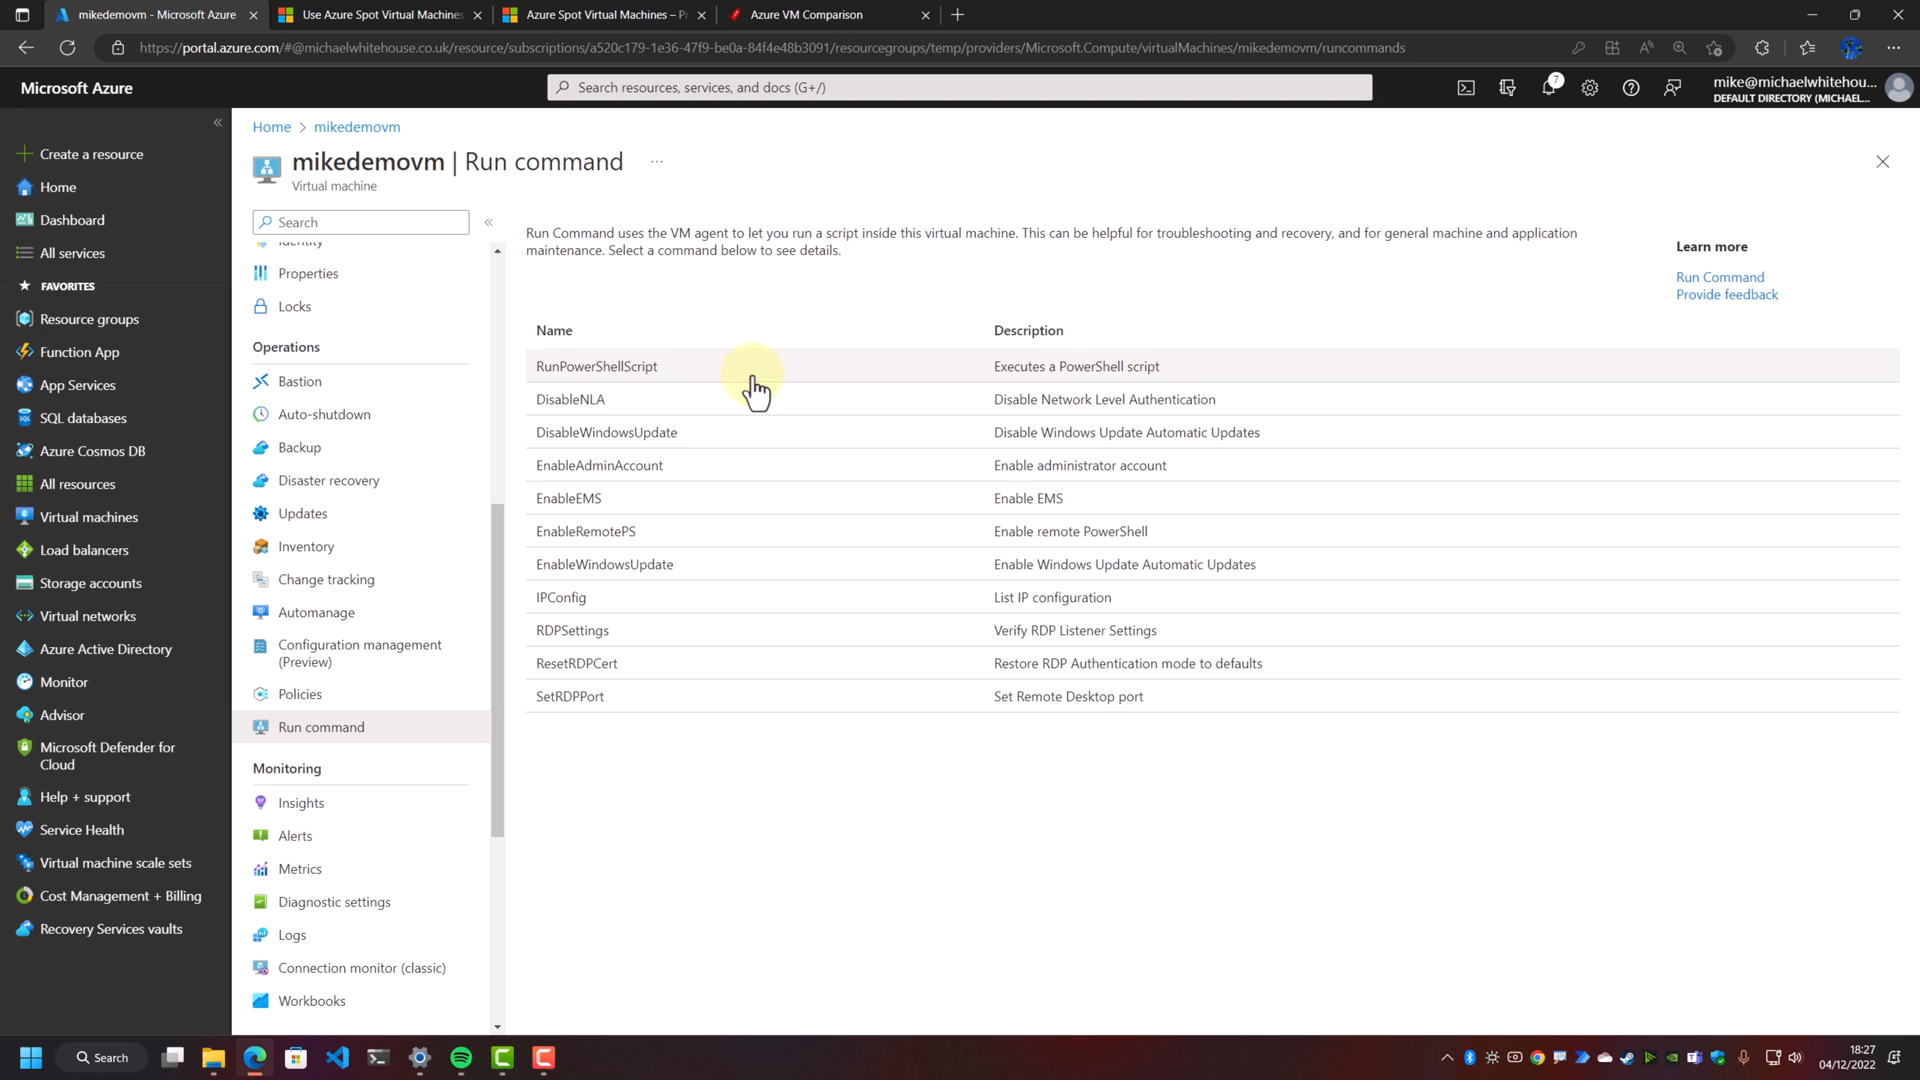 mikedemovm - Microsoft Azure
Use Azure Spot Virtual Machines
Azure Spot Virtual Machines – Pr
Azure VM Comparison
https://portal.azure.com/#@michaelwhitehouse.co.uk/resource/subscriptions/a520c179-1e36-47f9-be0a-84f4e48b3091/resourcegroups/temp/providers/Microsoft.Compute/virtualMachines/mikedemovm/runcommands
Microsoft Azure
Search resources, services, and docs (G+/)
7
mike@michaelwhitehou...
DEFAULT DIRECTORY (MICHAEL...
Create a resource
Home
Dashboard
All services
FAVORITES
Resource groups
Function App
App Services
SQL databases
Azure Cosmos DB
All resources
Virtual machines
Load balancers
Storage accounts
Virtual networks
Azure Active Directory
Monitor
Advisor
Microsoft Defender for
Cloud
Help + support
Service Health
Virtual machine scale sets
Cost Management + Billing
Recovery Services vaults
Home > mikedemovm
mikedemovm | Run command ...
Virtual machine
Search
Identity
Properties
Locks
Operations
Bastion
Auto-shutdown
Backup
Disaster recovery
Updates
Inventory
Change tracking
Automanage
Configuration management
(Preview)
Policies
Run command
Monitoring
Insights
Alerts
Metrics
Diagnostic settings
Logs
Connection monitor (classic)
Workbooks
Run Command uses the VM agent to let you run a script inside this virtual machine. This can be helpful for troubleshooting and recovery, and for general machine and application
maintenance. Select a command below to see details.
Learn more
Run Command
Provide feedback
Name Description
RunPowerShellScript Executes a PowerShell script
DisableNLA Disable Network Level Authentication
DisableWindowsUpdate Disable Windows Update Automatic Updates
EnableAdminAccount Enable administrator account
EnableEMS Enable EMS
EnableRemotePS Enable remote PowerShell
EnableWindowsUpdate Enable Windows Update Automatic Updates
IPConfig List IP configuration
RDPSettings Verify RDP Listener Settings
ResetRDPCert Restore RDP Authentication mode to defaults
SetRDPPort Set Remote Desktop port
Search
18:27
04/12/2022